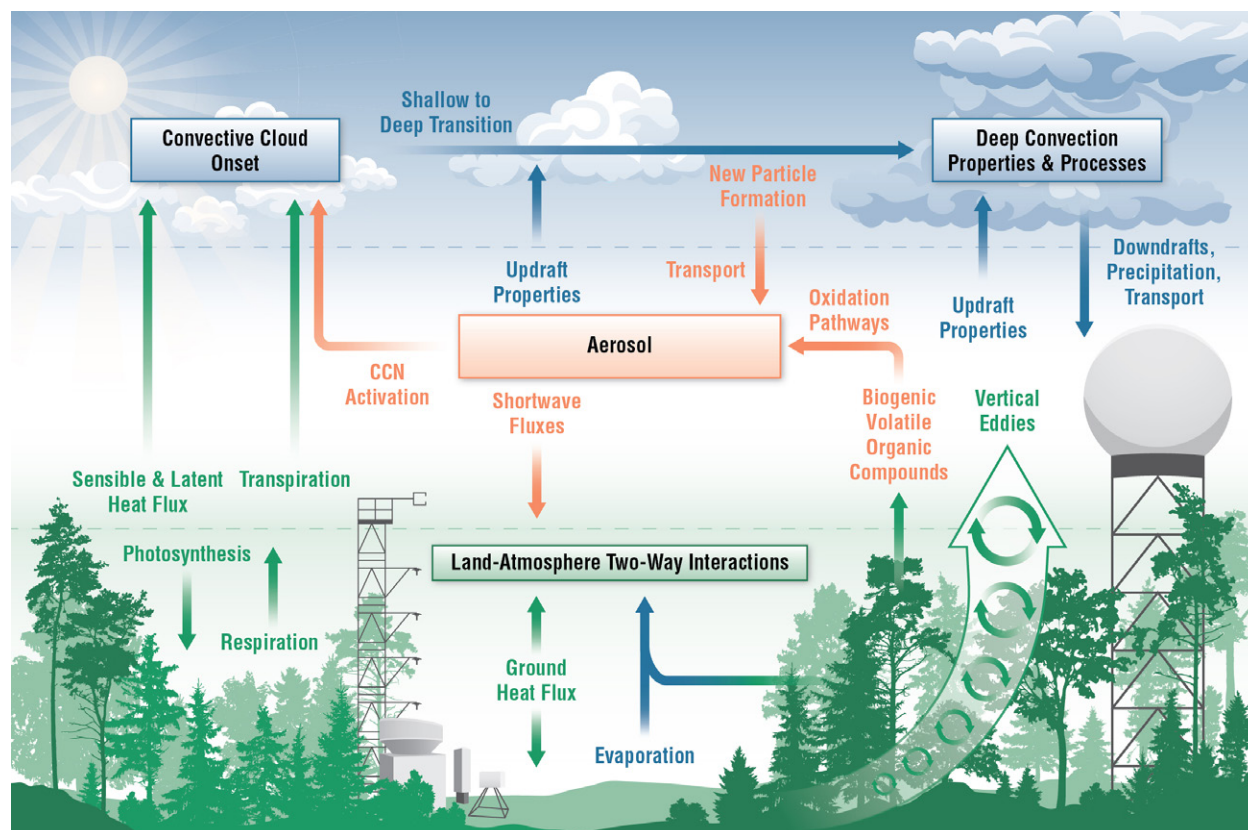 Convective Cloud
Onset
Shallow to
Deep Transition
Deep Convection
Properties & Processes
New Particle
Formation
Updraft
Properties
Transport
Oxidation
Pathways
Updraft
Properties
Downdrafts,
Precipitation,
Transport
Aerosol
CCN
Activation
Shortwave
Fluxes
Biogenic
Volatile
Organic
Compounds
Vertical
Eddies
Sensible & Latent
Heat Flux
Transpiration
Photosynthesis
Respiration
Land-Atmosphere Two-Way Interactions
Ground
Heat Flux
Evaporation